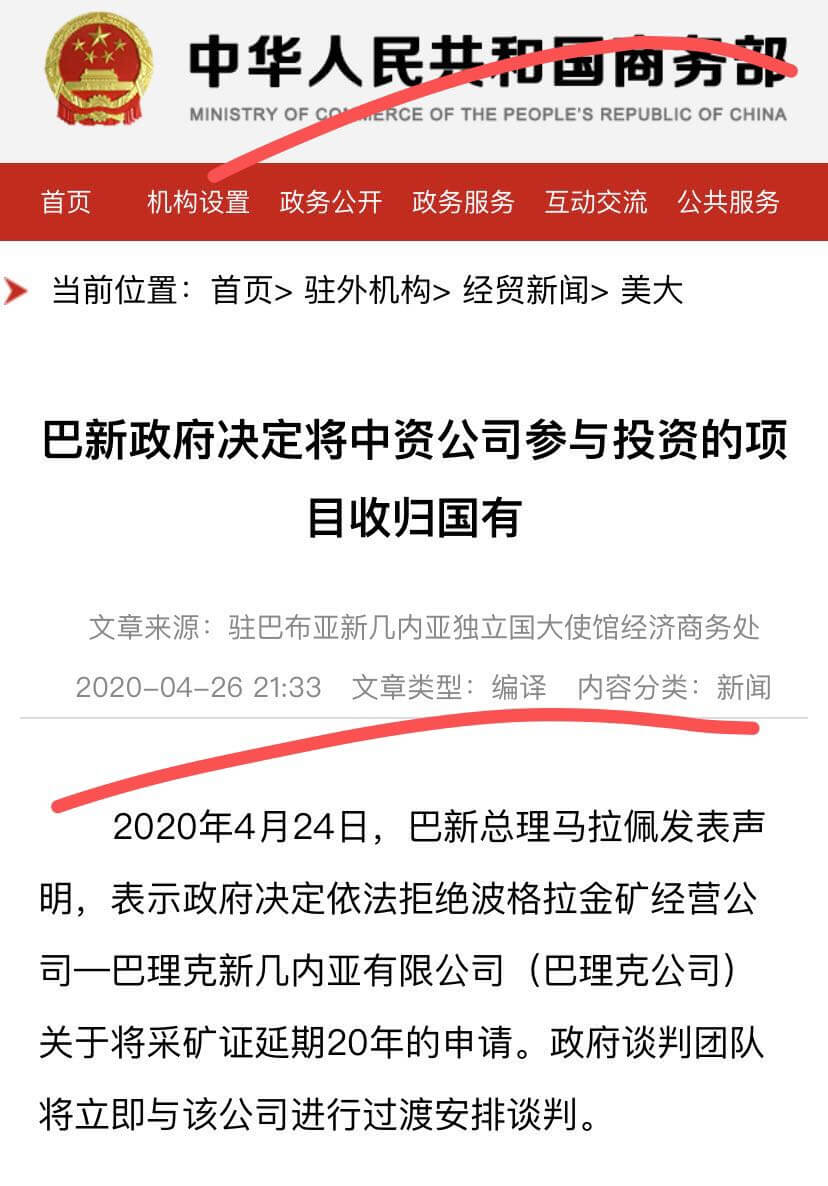 中华人民共和国商务部
MINISTRY OF COMMERCE OF THE PEOPLE'S REPUBLIC OF CHINA
首页 机构设置 政务公开 政务服务 互动交流 公共服务
当前位置：首页> 驻外机构> 经贸新闻> 美大
巴新政府决定将中资公司参与投资的项
目收归国有
文章来源：驻巴布亚新几内亚独立国大使馆经济商务处
2020-04-26 21:33 文章类型：编译 内容分类：新闻
2020年4月24日，巴新总理马拉佩发表声
明，表示政府决定依法拒绝波格拉金矿经营公
司—巴理克新几内亚有限公司（巴理克公司）
关于将采矿证延期20年的申请。政府谈判团队
将立即与该公司进行过渡安排谈判。